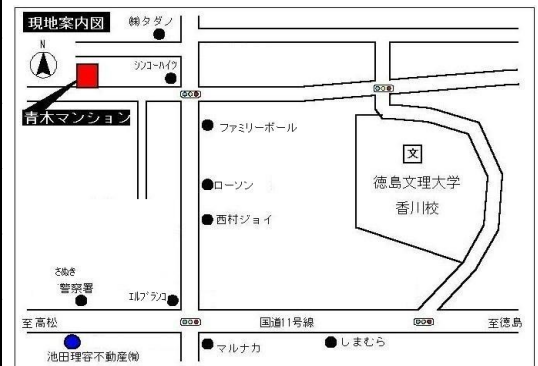 現地案内図
㈱タダノ
N
シンコーハイツ
青木マンション
ファミリーボール
文
徳島文理大学
香川校
ローソン
西村ジョイ
さぬき
警察署
エルブランコ
至高松
国道11号線
至徳島
池田理容不動産㈱
マルナカ
しまむら